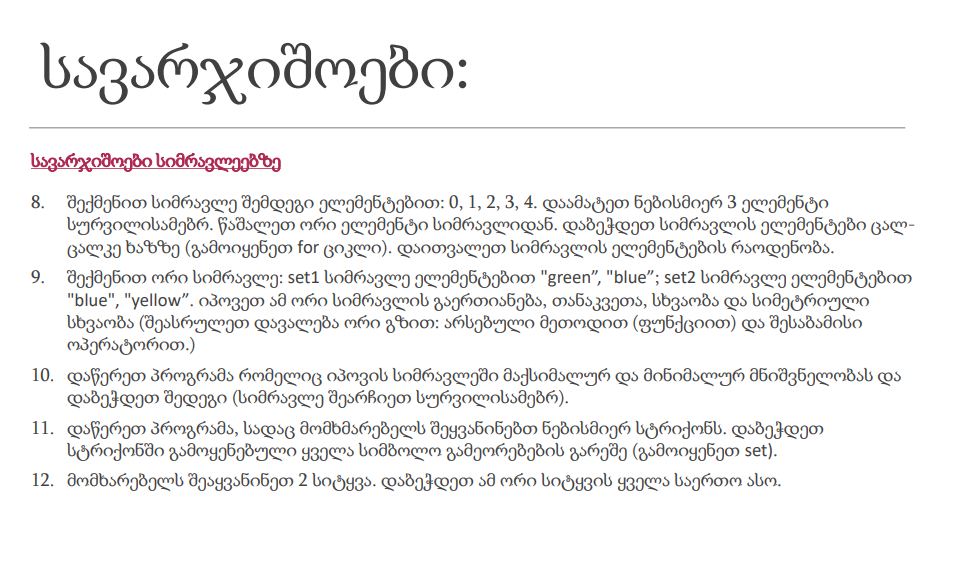 სავარჯიშოები:
სავარჯიშოები სიმრავლეებზე
8. შექმენით სიმრავლე შემდეგი ელემენტებით: 0, 1, 2, 3, 4. დაამატეთ ნებისმიერ 3 ელემენტი
სურვილისამებრ. წაშალეთ ორი ელემენტი სიმრავლიდან. დაბეჭდეთ სიმრავლის ელემენტები ცალ-
ცალკე ხაზზე (გამოიყენეთ for ციკლი). დაითვალეთ სიმრავლის ელემენტების რაოდენობა.
9. შექმენით ორი სიმრავლე: set1 სიმრავლე ელემენტებით "green”, "blue”; set2 სიმრავლე ელემენტებით
"blue", "yellow”. იპოვეთ ამ ორი სიმრავლის გაერთიანება, თანაკვეთა, სხვაობა და სიმეტრიული
სხვაობა (შეასრულეთ დავალება ორი გზით: არსებული მეთოდით (ფუნქციით) და შესაბამისი
ოპერატორით.)
10. დაწერეთ პროგრამა რომელიც იპოვის სიმრავლეში მაქსიმალურ და მინიმალურ მნიშვნელობას და
დაბეჭდეთ შედეგი (სიმრავლე შეარჩიეთ სურვილისამებრ).
11. დაწერეთ პროგრამა, სადაც მომხმარებელს შეყვანინებთ ნებისმიერ სტრიქონს. დაბეჭდეთ
სტრიქონში გამოყენებული ყველა სიმბოლო გამეორებების გარეშე (გამოიყენეთ set).
12. მომხარებელს შეაყვანინეთ 2 სიტყვა. დაბეჭდეთ ამ ორი სიტყვის ყველა საერთო ასო.